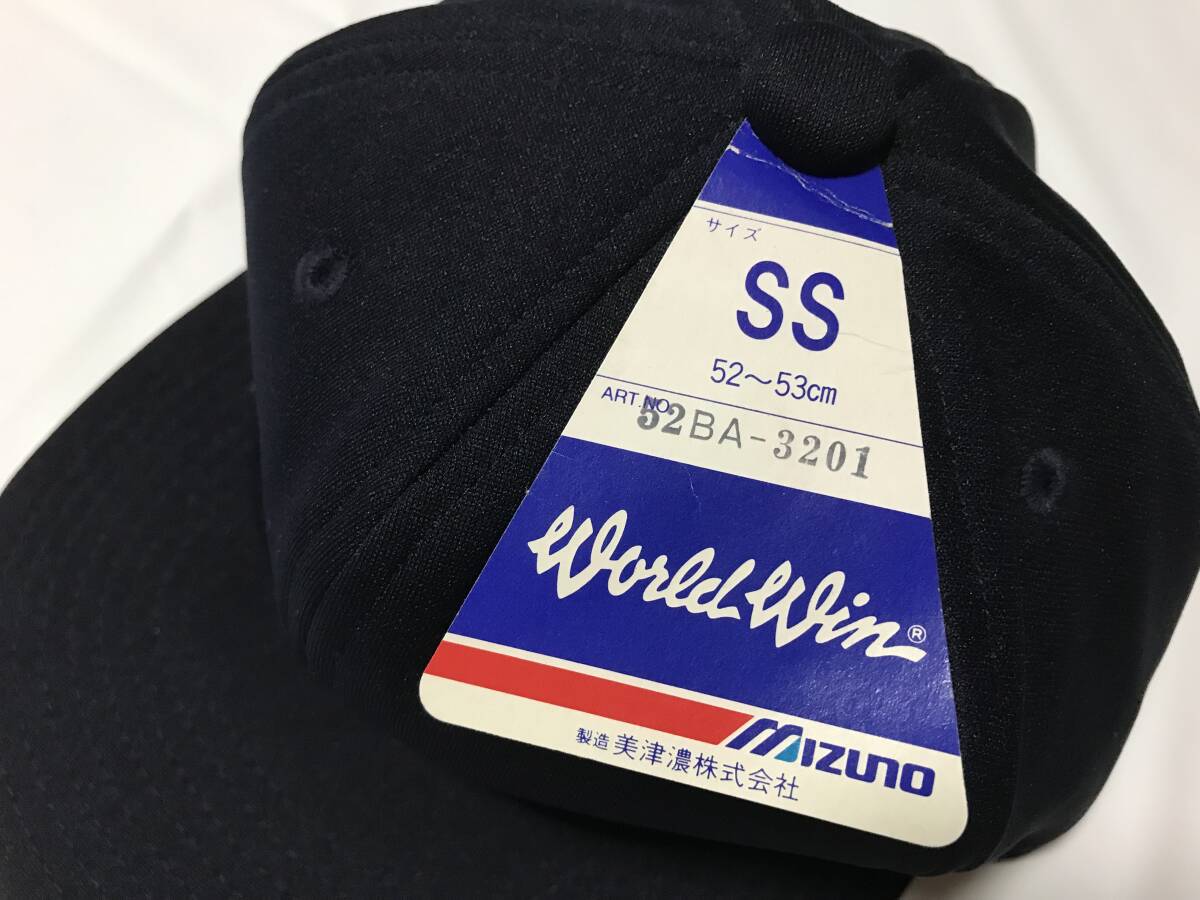 サイズ
SS
52～53cm
ART.NO.
52BA-3201
World Win®
MIZUNO
製造 美津濃株式会社